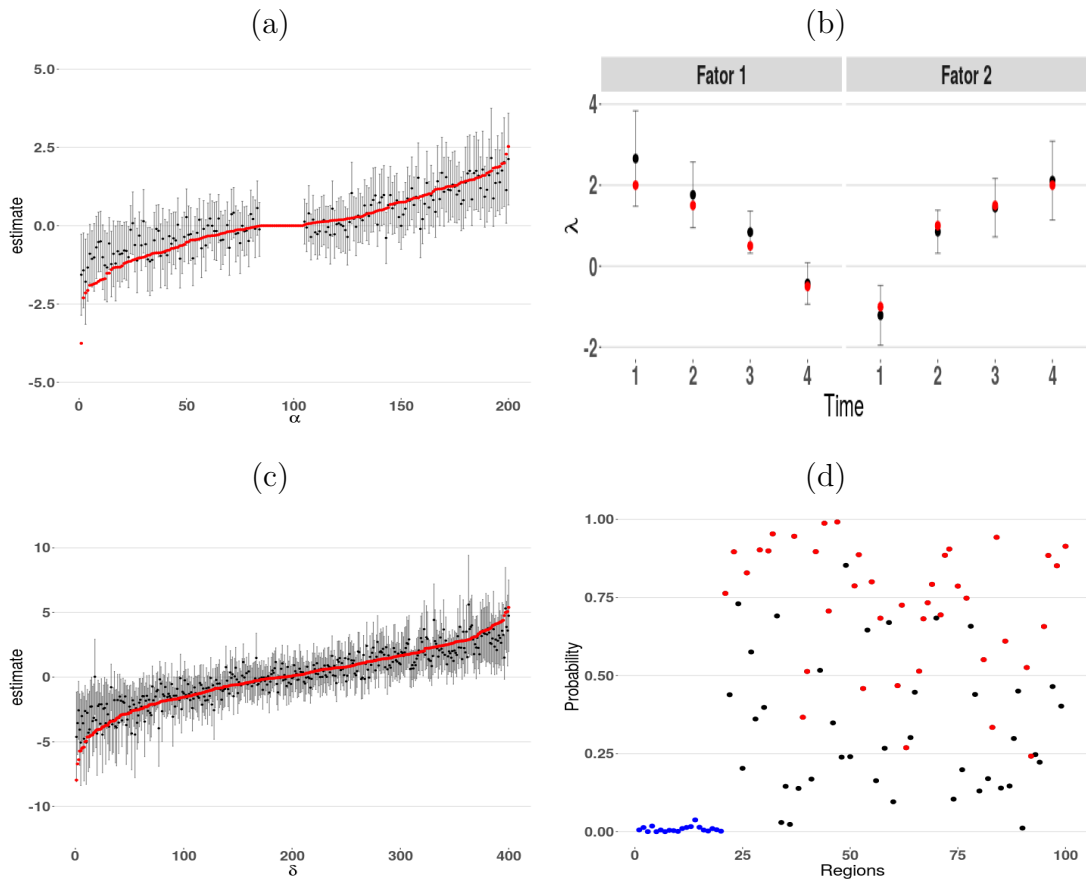 (a)
5.0
2.5
0.0
-2.5
-5.0
estimate
0 50 100 150 200
α
(b)
Fator 1 Fator 2
4
2
0
-2
λ
1 2 3 4 1 2 3 4
Time
(c)
10
5
0
-5
-10
estimate
0 100 200 300 400
δ
(d)
1.00
0.75
0.50
0.25
0.00
Probability
0 25 50 75 100
Regions